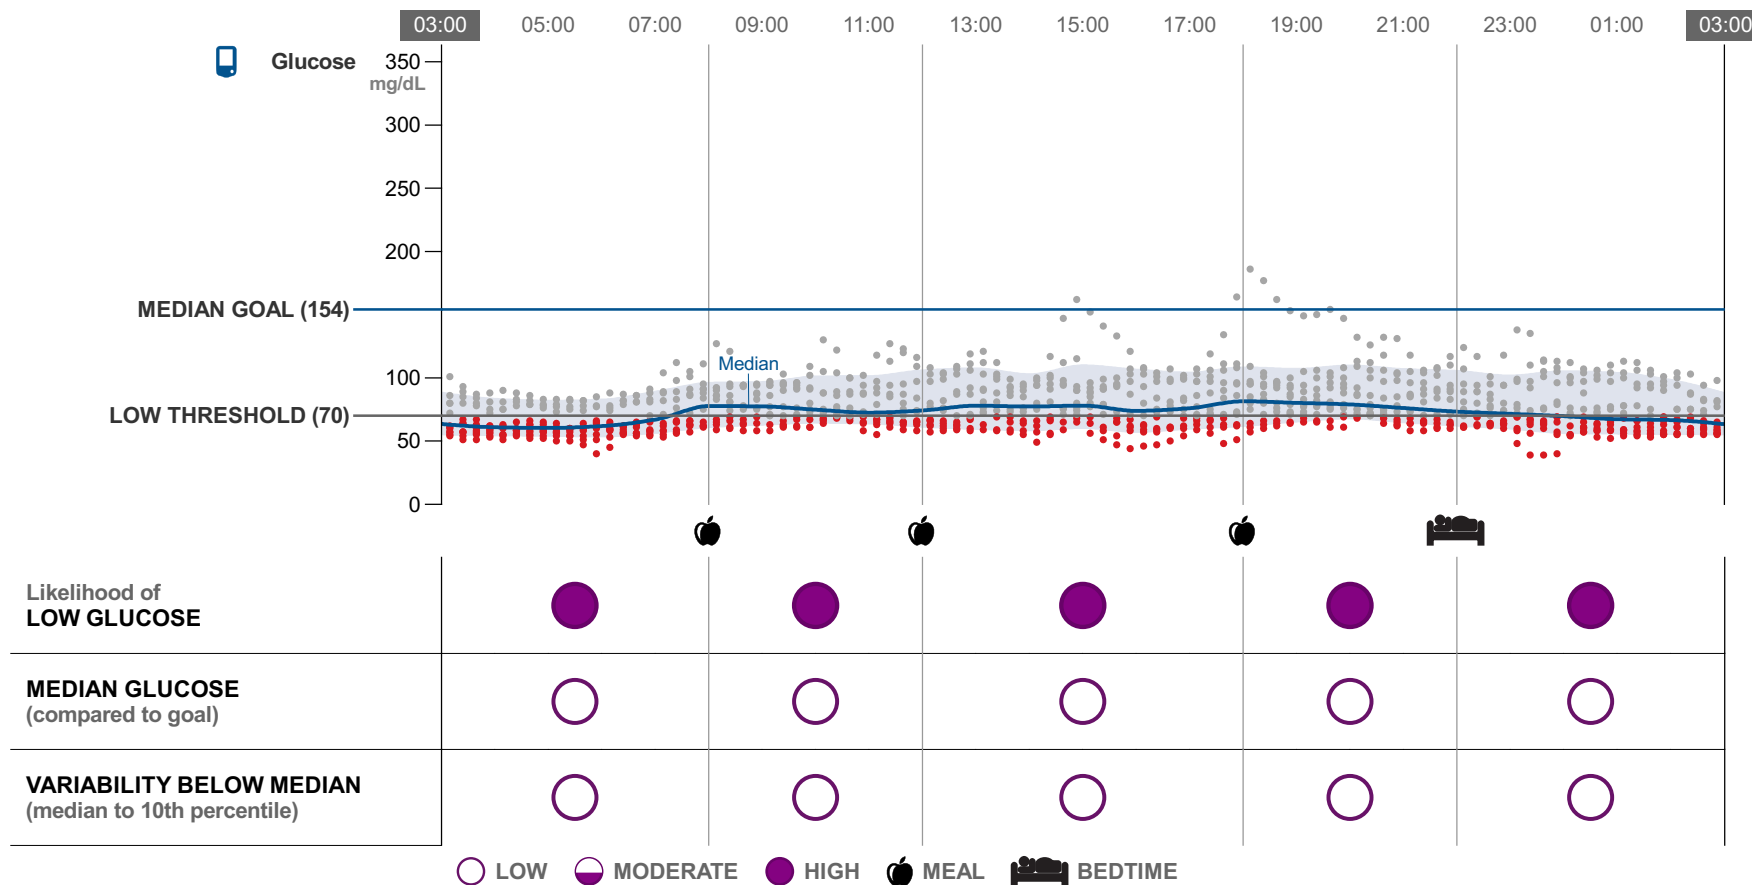 03:00 05:00 07:00 09:00 11:00 13:00 15:00 17:00 19:00 21:00 23:00 01:00 03:00
Glucose 350
mg/dL
300
250
200
MEDIAN GOAL (154)
Median
100
LOW THRESHOLD (70)
50
0
Likelihood of
LOW GLUCOSE
MEDIAN GLUCOSE
(compared to goal)
VARIABILITY BELOW MEDIAN
(median to 10th percentile)
LOW MODERATE HIGH MEAL BEDTIME